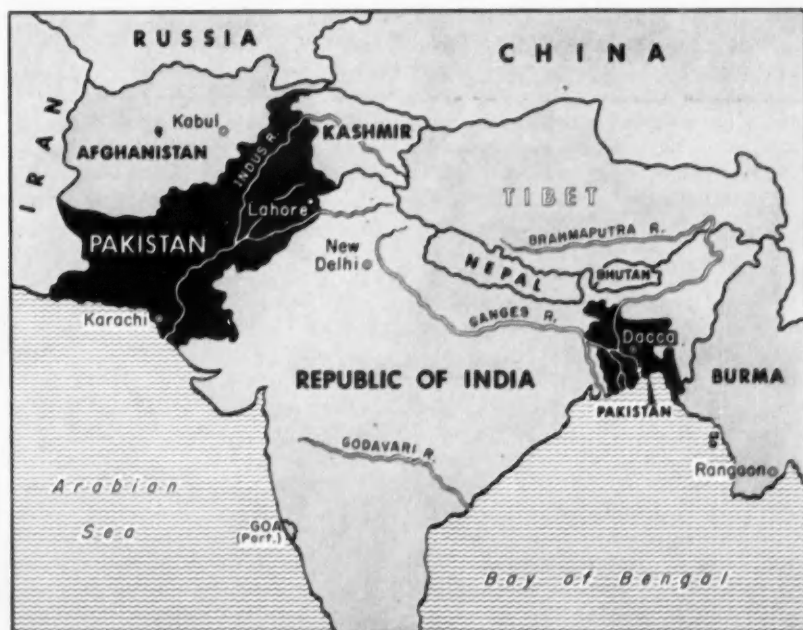 RUSSIA
CHINA
IRAN
Kabul
AFGHANISTAN
INDUS R.
KASHMIR
TIBET
Lahore
PAKISTAN
BRAHMAPUTRA R.
New
Delhi
NEPAL
BHUTAN
Karachi
GANGES R.
Dacca
REPUBLIC OF INDIA
BURMA
PAKISTAN
GODAVARI R.
Rangoon
Arabian
Sea
GOA
(Port.)
Bay of Bengal